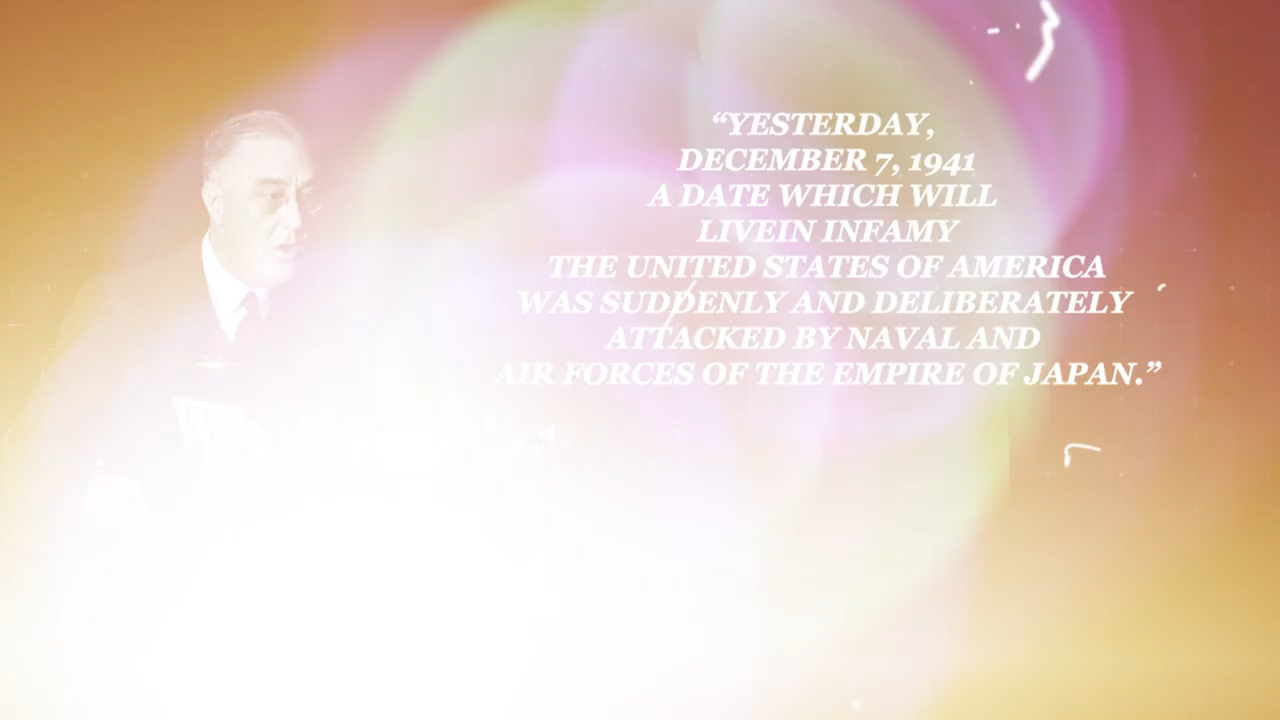 “YESTERDAY,
DECEMBER 7, 1941
A DATE WHICH WILL
LIVEIN INFAMY
THE UNITED STATES OF AMERICA
WAS SUDDENLY AND DELIBERATELY
ATTACKED BY NAVAL AND
AIR FORCES OF THE EMPIRE OF JAPAN.”